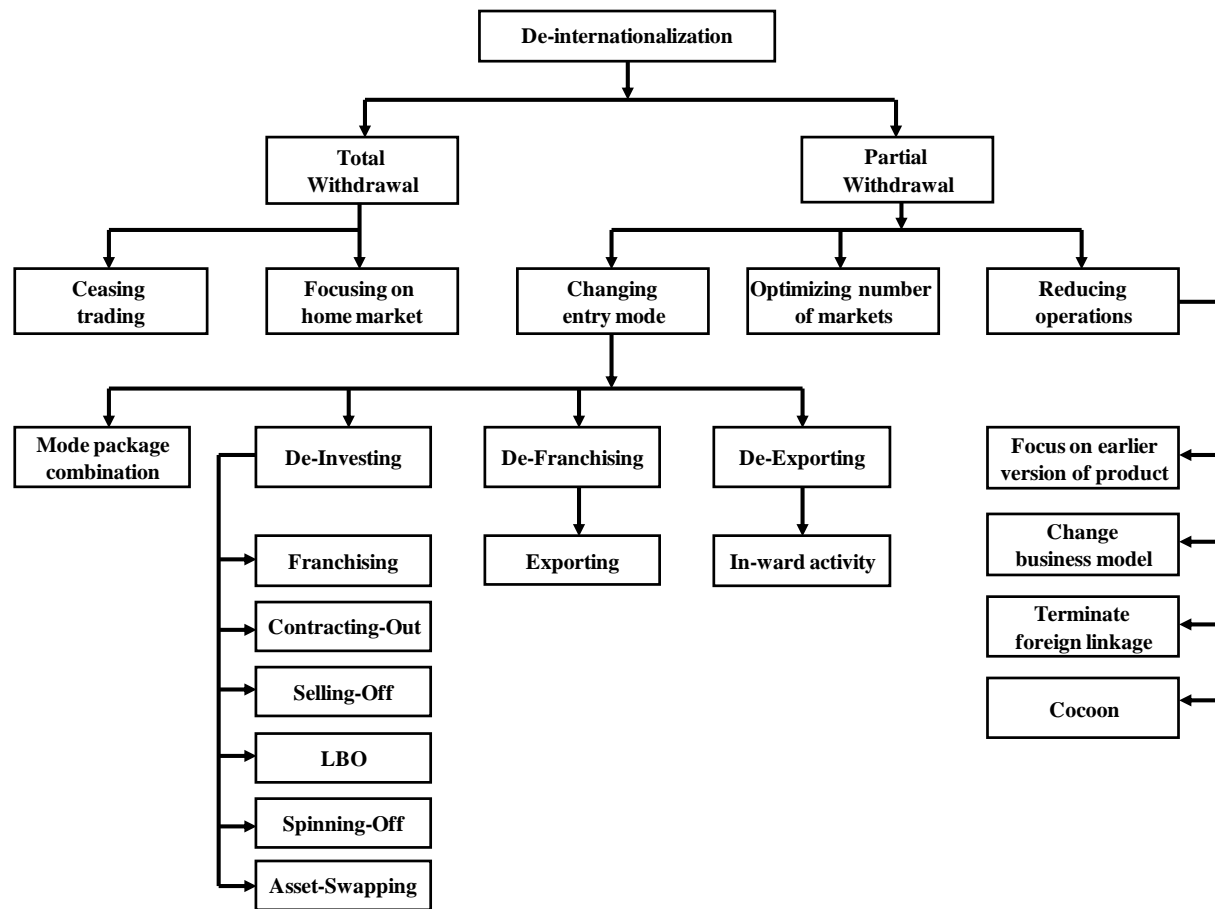 De-internationalization
Total
Withdrawal
Partial
Withdrawal
Ceasing
trading
Focusing on
home market
Changing
entry mode
Optimizing number
of markets
Reducing
operations
Mode package
combination
De-Investing
De-Franchising
De-Exporting
Focus on earlier
version of product
Franchising
Exporting
In-ward activity
Change
business model
Contracting-Out
Terminate
foreign linkage
Selling-Off
Cocoon
LBO
Spinning-Off
Asset-Swapping